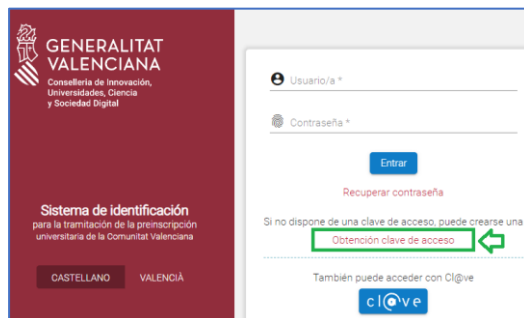 GENERALITAT
VALENCIANA
Conselleria de Innovación,
Universidades, Ciencia
y Sociedad Digital
Sistema de identificación
para la tramitación de la preinscripción
universitaria de la Comunitat Valenciana
CASTELLANO VALENCIÀ
Usuario/a *
Contraseña *
Entrar
Recuperar contraseña
Si no dispone de una clave de acceso, puede crearse una
Obtención clave de acceso
También puede acceder con Cl@ve
cl@ve